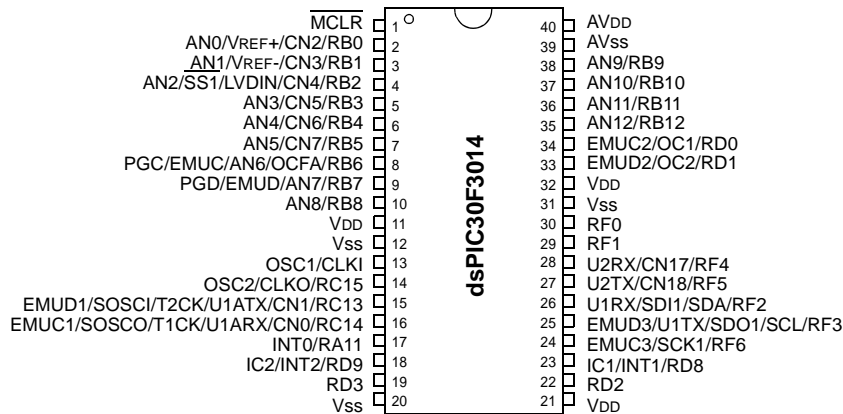 MCLR 1 40 AVDD
AN0/VREF+/CN2/RB0 2 39 AVSS
AN1/VREF-/CN3/RB1 3 38 AN9/RB9
AN2/SS1/LVDIN/CN4/RB2 4 37 AN10/RB10
AN3/CN5/RB3 5 36 AN11/RB11
AN4/CN6/RB4 6 35 AN12/RB12
AN5/CN7/RB5 7 34 EMUC2/OC1/RD0
PGC/EMUC/AN6/OCFA/RB6 8 33 EMUD2/OC2/RD1
PGD/EMUD/AN7/RB7 9 32 VDD
AN8/RB8 10 31 Vss
VDD 11 30 RF0
Vss 12 29 RF1
OSC1/CLKI 13 28 U2RX/CN17/RF4
OSC2/CLKO/RC15 14 27 U2TX/CN18/RF5
EMUD1/SOSCI/T2CK/U1ATX/CN1/RC13 15 26 U1RX/SDI1/SDA/RF2
EMUC1/SOSCO/T1CK/U1ARX/CN0/RC14 16 25 EMUD3/U1TX/SDO1/SCL/RF3
INT0/RA11 17 24 EMUC3/SCK1/RF6
IC2/INT2/RD9 18 23 IC1/INT1/RD8
RD3 19 22 RD2
Vss 20 21 VDD
dsPIC30F3014